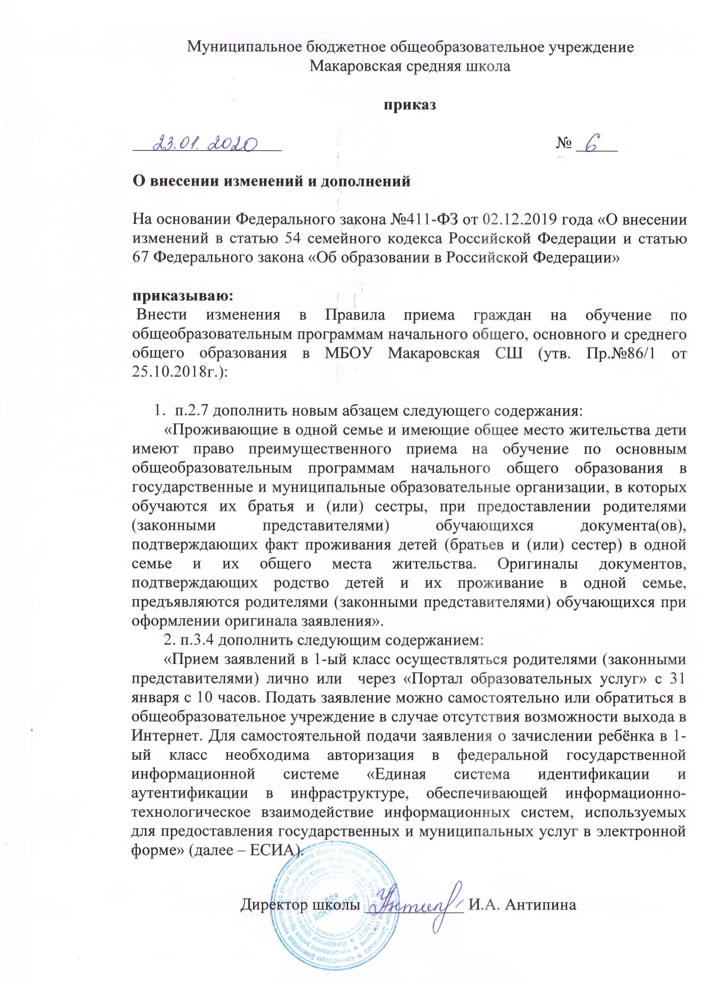 Муниципальное бюджетное общеобразовательное учреждение
Макаровская средняя школа
приказ
23.01.2020 № 6
О внесении изменений и дополнений
На основании Федерального закона №411-ФЗ от 02.12.2019 года «О внесении
изменений в статью 54 семейного кодекса Российской Федерации и статью
67 Федерального закона «Об образовании в Российской Федерации»
приказываю:
Внести изменения в Правила приема граждан на обучение по
общеобразовательным программам начального общего, основного и среднего
общего образования в МБОУ Макаровская СШ (утв. Пр.№86/1 от
25.10.2018г.):
1. п.2.7 дополнить новым абзацем следующего содержания:
«Проживающие в одной семье и имеющие общее место жительства дети
имеют право преимущественного приема на обучение по основным
общеобразовательным программам начального общего образования в
государственные и муниципальные образовательные организации, в которых
обучаются их братья и (или) сестры, при предоставлении родителями
(законными представителями) обучающихся документа(ов),
подтверждающих факт проживания детей (братьев и (или) сестер) в одной
семье и их общего места жительства. Оригиналы документов,
подтверждающих родство детей и их проживание в одной семье,
предъявляются родителями (законными представителями) обучающихся при
оформлении оригинала заявления».
2. п.3.4 дополнить следующим содержанием:
«Прием заявлений в 1-ый класс осуществляться родителями (законными
представителями) лично или через «Портал образовательных услуг» с 31
января с 10 часов. Подать заявление можно самостоятельно или обратиться в
общеобразовательное учреждение в случае отсутствия возможности выхода в
Интернет. Для самостоятельной подачи заявления о зачислении ребёнка в 1-
ый класс необходима авторизация в федеральной государственной
информационной системе «Единая система идентификации и
аутентификации в инфраструктуре, обеспечивающей информационно-
технологическое взаимодействие информационных систем, используемых
для предоставления государственных и муниципальных услуг в электронной
форме» (далее – ЕСИА).
Директор школы Антип И.А. Антипина
ДЛЯ
ДОКУМЕНТОВ